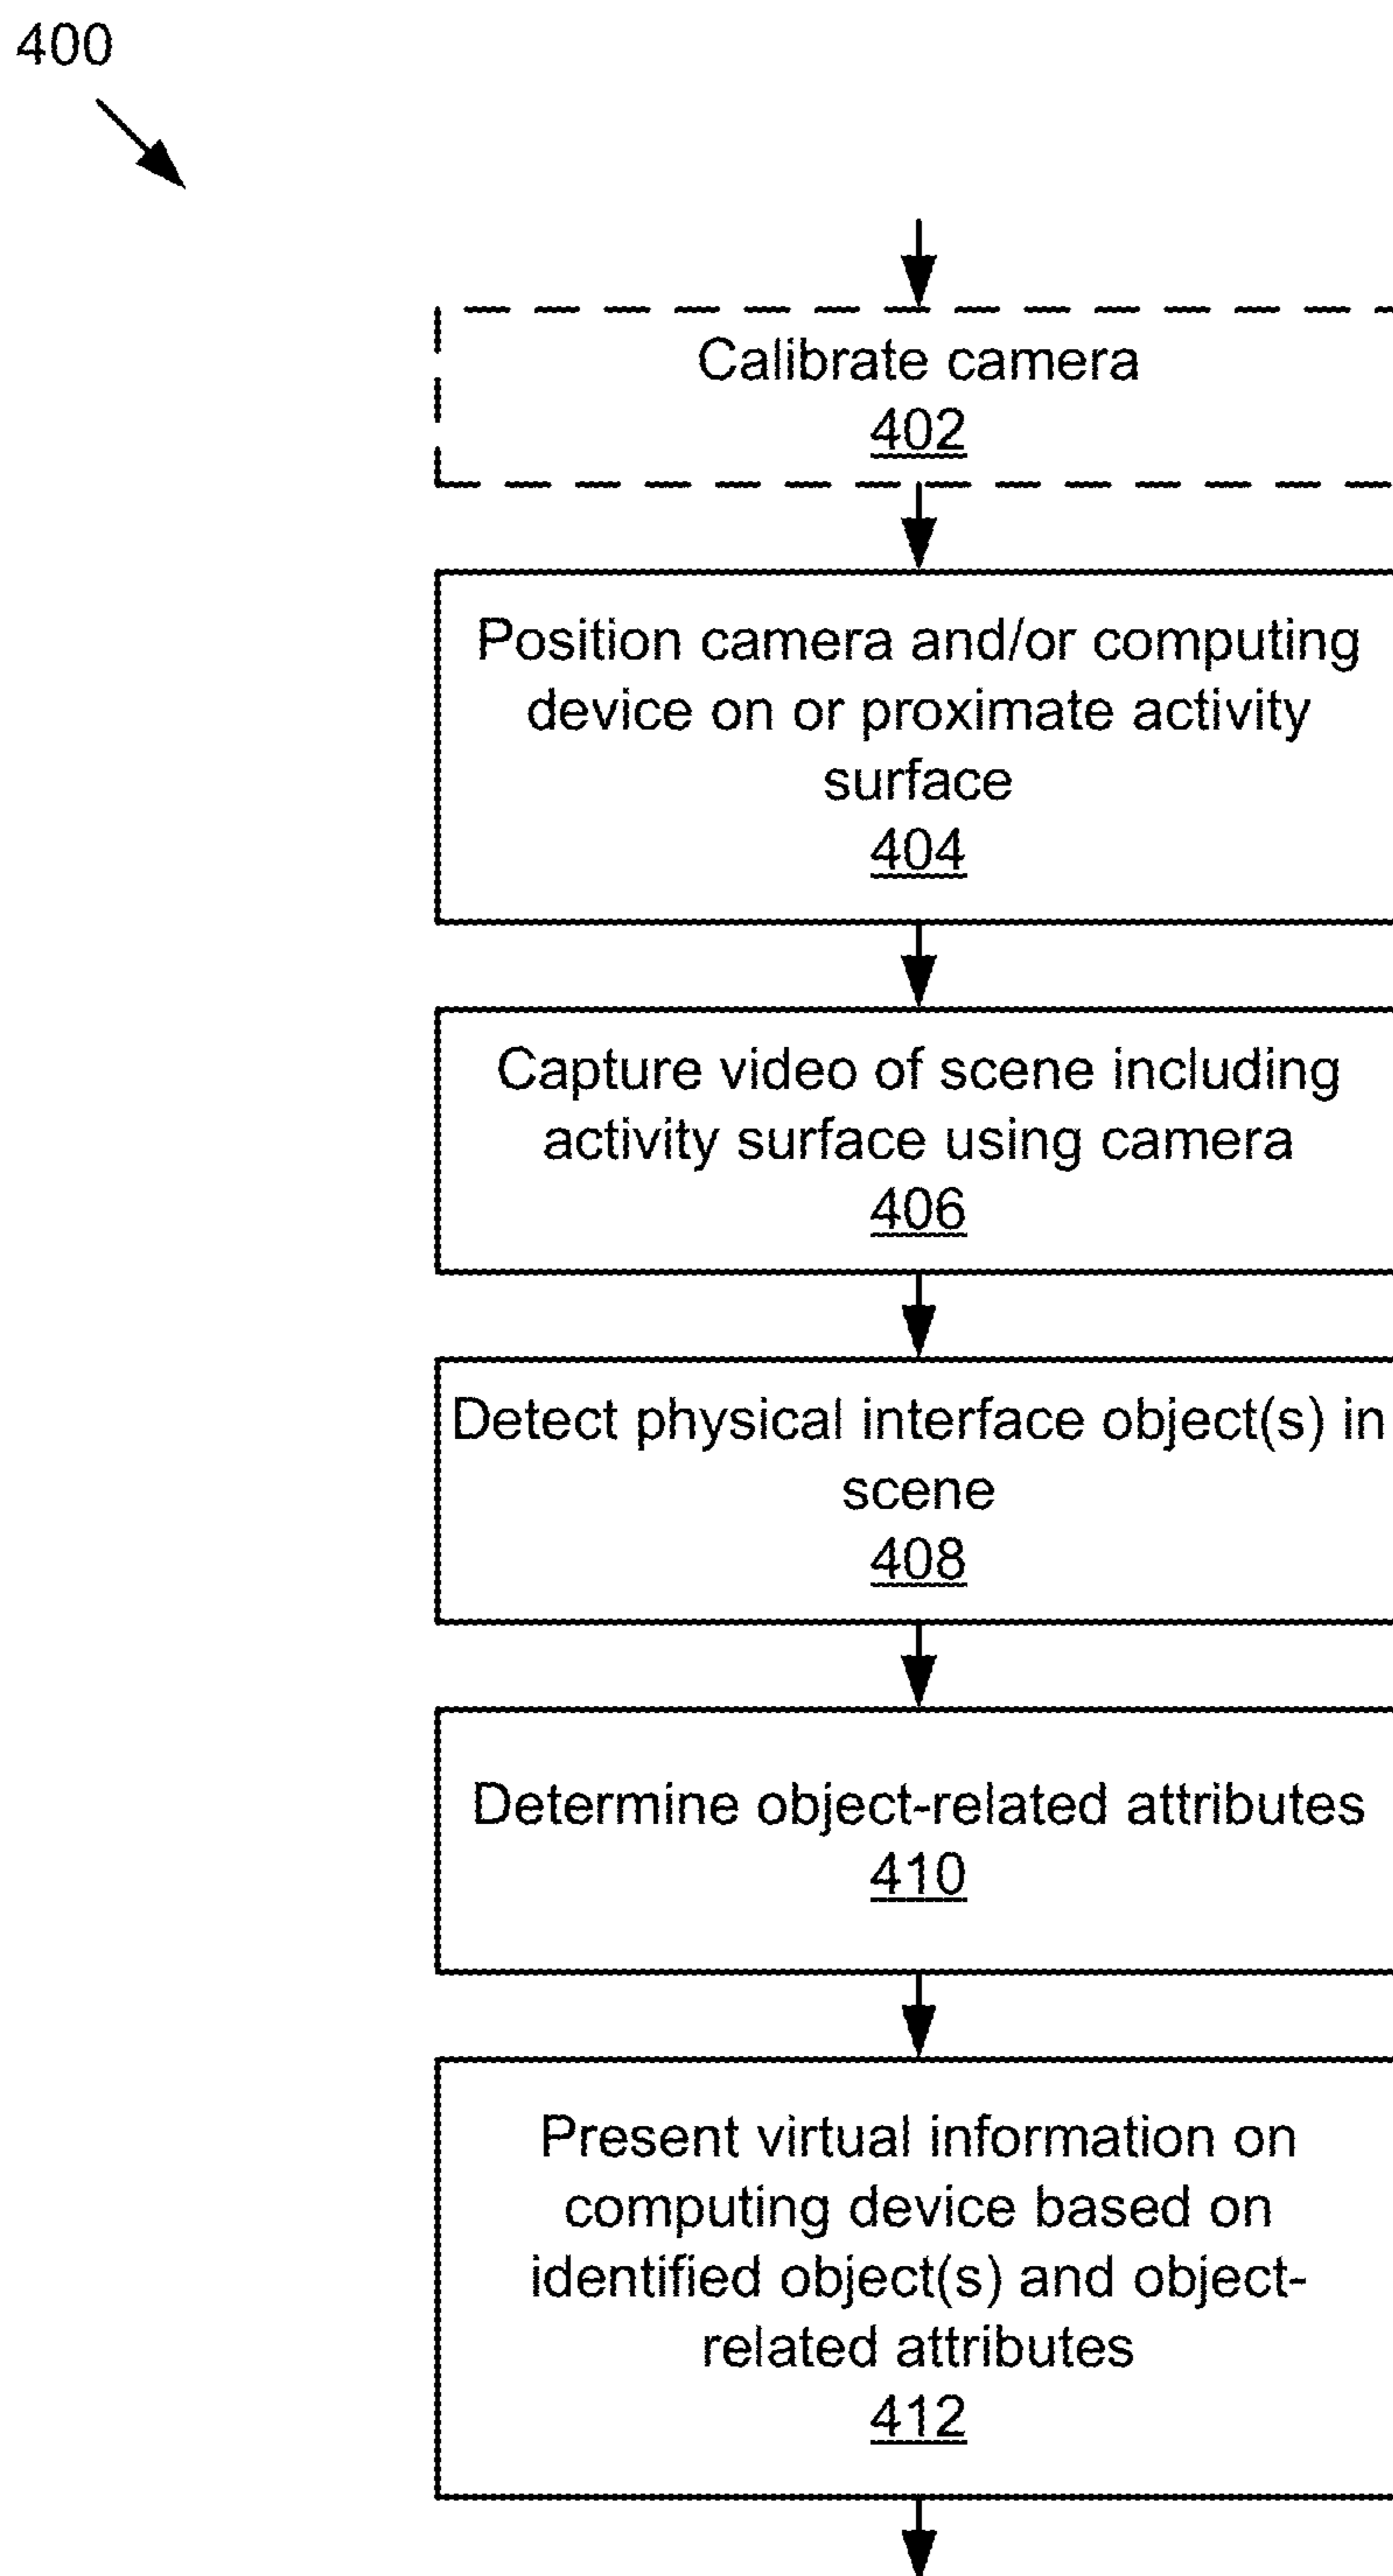 400
Calibrate camera
402
Position camera and/or computing
device on or proximate activity
surface
404
Capture video of scene including
activity surface using camera
406
Detect physical interface object(s) in
scene
408
Determine object-related attributes
410
Present virtual information on
computing device based on
identified object(s) and object-
related attributes
412